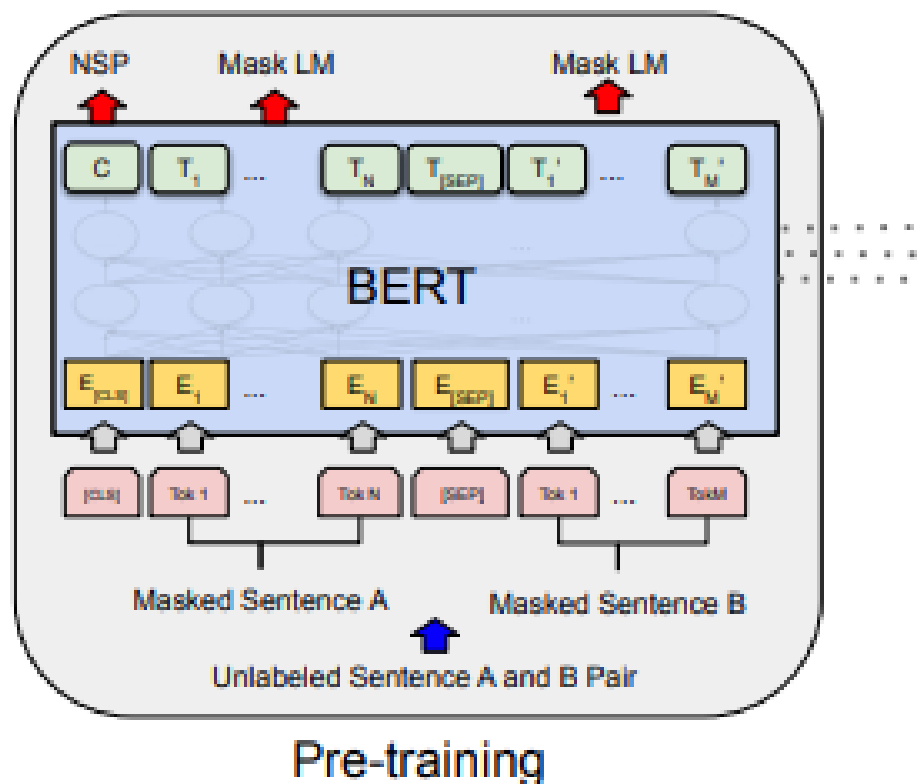 NSP Mask LM Mask LM
C T1 ... TN T[SEP] T1' ... TM'
...
BERT
...
E[CLS] E1 ... EN E[SEP] E1' ... EM'
[CLS] Tok 1 ... Tok N [SEP] Tok 1 ... TokM
Masked Sentence A Masked Sentence B
Unlabeled Sentence A and B Pair
Pre-training